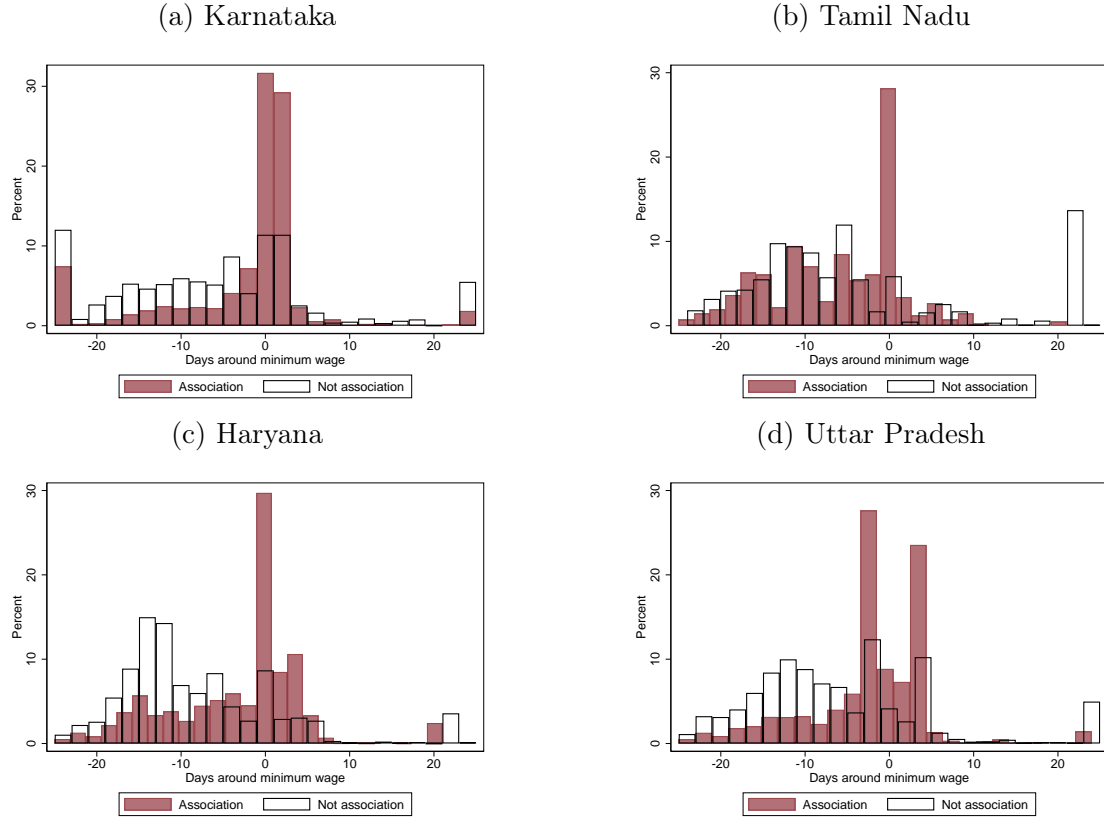 (a) Karnataka
Percent
30
20
10
0
-20 -10 0 10 20
Days around minimum wage
Association Not association
(b) Tamil Nadu
Percent
30
20
10
0
-20 -10 0 10 20
Days around minimum wage
Association Not association
(c) Haryana
Percent
30
20
10
0
-20 -10 0 10 20
Days around minimum wage
Association Not association
(d) Uttar Pradesh
Percent
30
20
10
0
-20 -10 0 10 20
Days around minimum wage
Association Not association